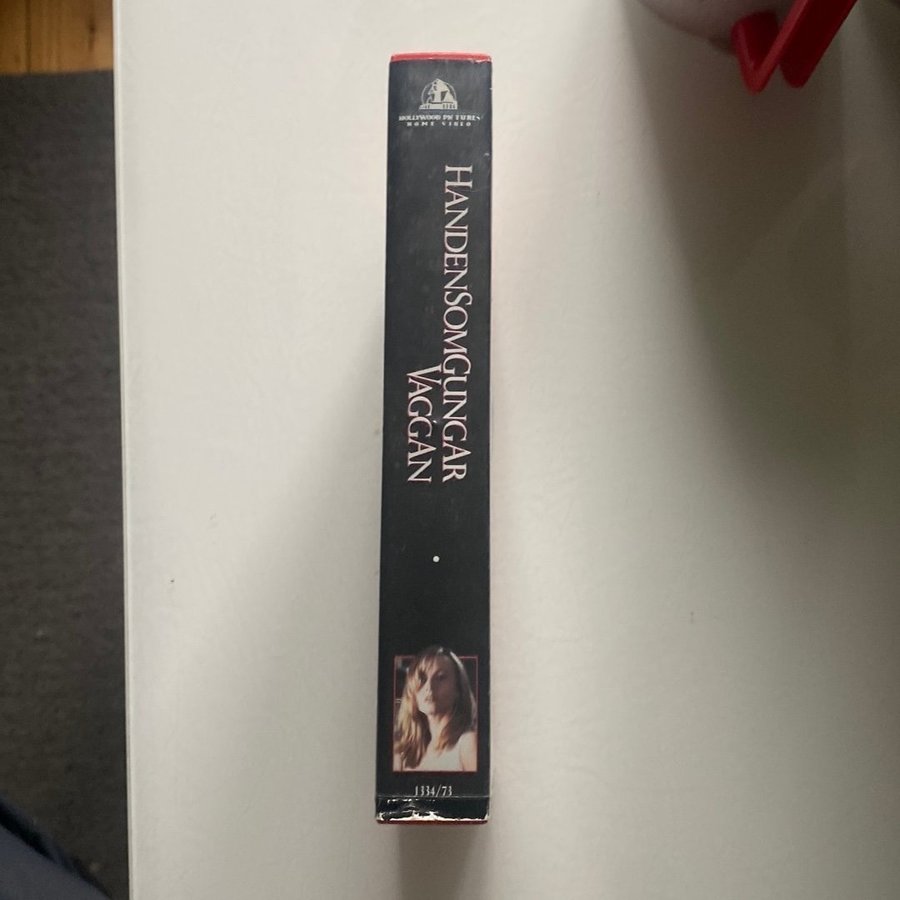 HOLLYWOOD PICTURES
HOME VIDEO
HANDENSOMGUNGAR
VAGGAN
1334/73